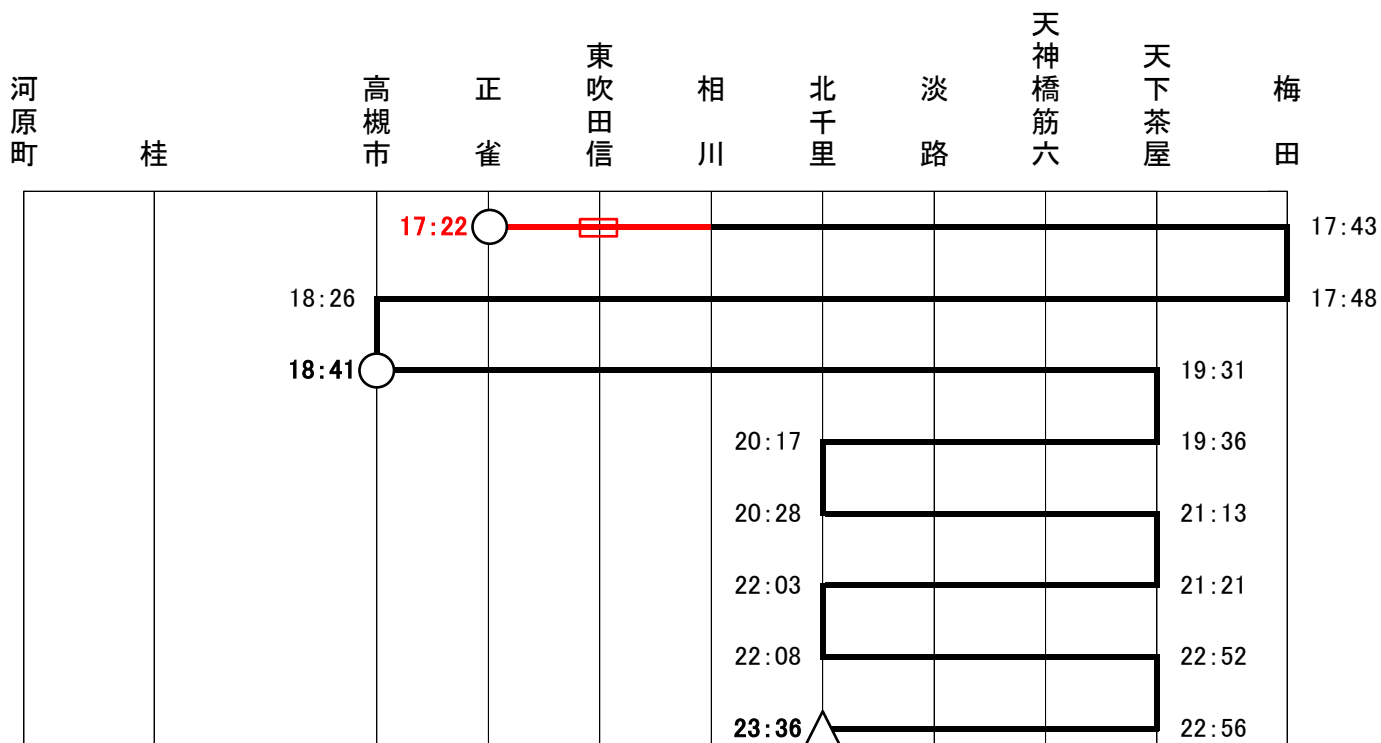 河原町
桂
高槻市
正雀
東吹田信
相川
北千里
淡路
天神橋筋六
天下茶屋
梅田
17:22
17:43
18:26
17:48
18:41
19:31
20:17
19:36
20:28
21:13
22:03
21:21
22:08
22:52
23:36
22:56